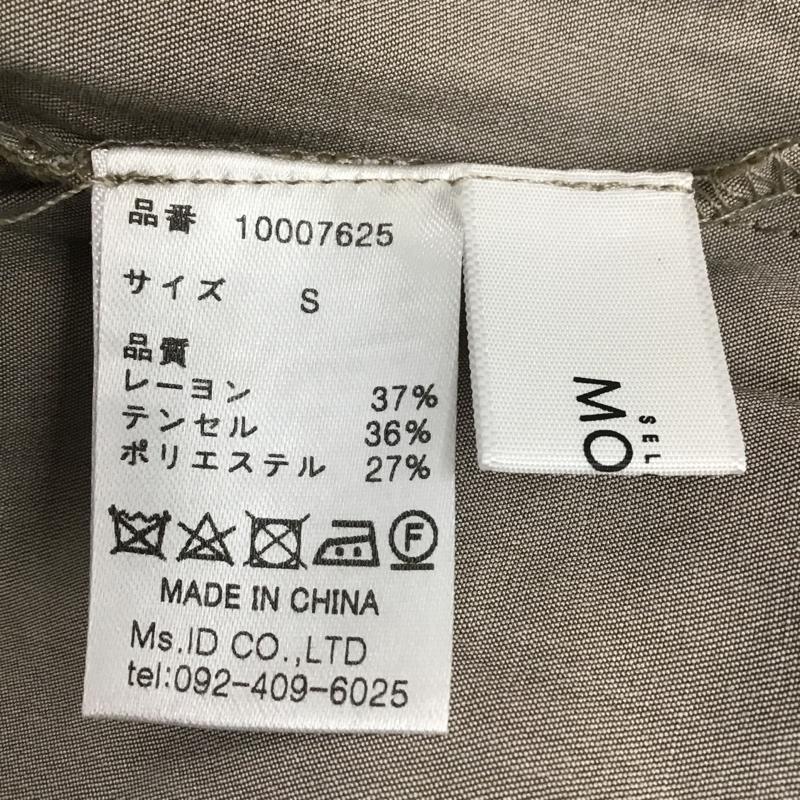 品番 10007625
サイズ S
品質
レーヨン 37%
テンセル 36%
ポリエステル 27%
F
MADE IN CHINA
Ms.ID CO.,LTD
tel:092-409-6025
SEL
MO